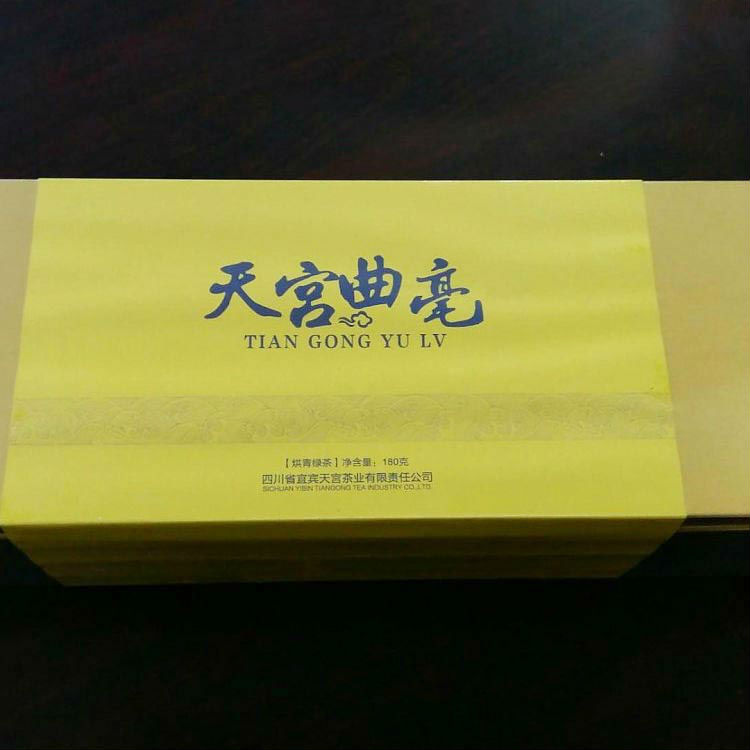 天宫曲毫
TIAN GONG YU LV
【烘青绿茶】净含量：180克
四川省宜宾天宫茶业有限责任公司
SICHUAN YIBIN TIANGONG TEA INDUSTRY CO.,LTD.